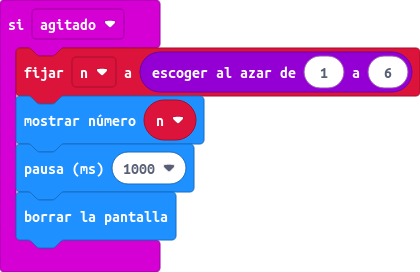 si agitado
fijar n a escoger al azar de 1 a 6
mostrar número n
pausa (ms) 1000
borrar la pantalla